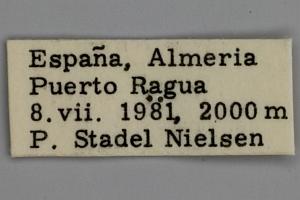 España, Almeria
Puerto Ragua
8.vii. 1981, 2000 m
P. Stadel Nielsen